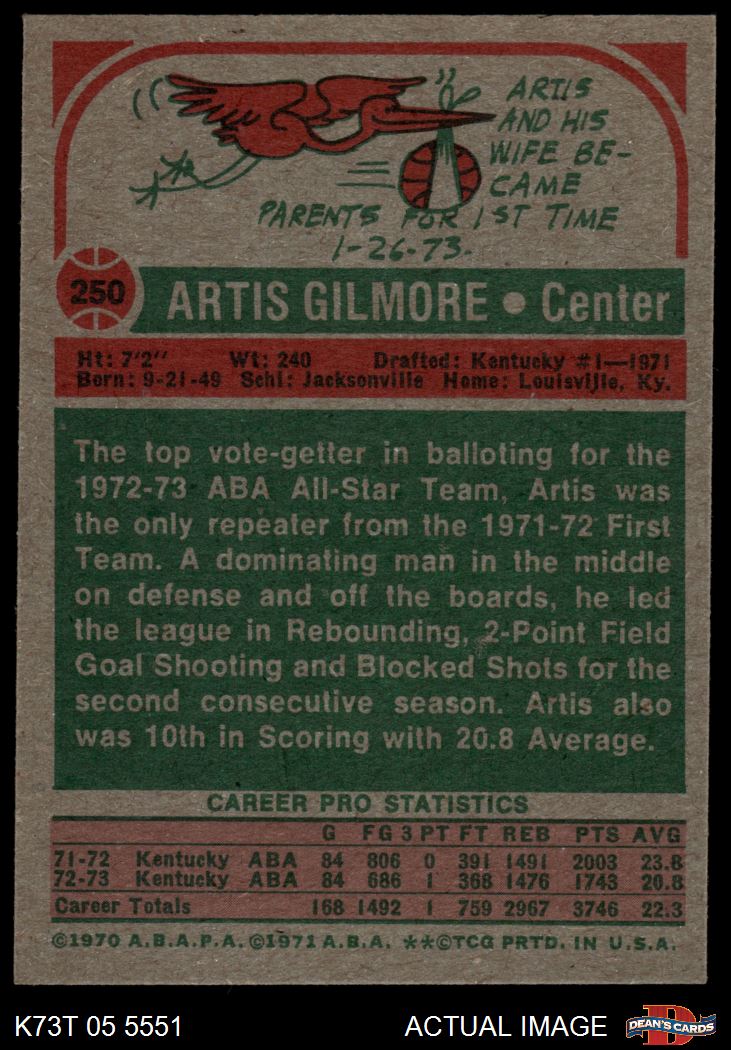 ARTIS
AND HIS
WIFE BE-
CAME
PARENTS FOR 1ST TIME
1-26-73.
250
ARTIS GILMORE • Center
Ht: 7'2" Wt: 240 Drafted: Kentucky #1—1971
Born: 9-21-49 Schl: Jacksonville Home: Louisville, Ky.
The top vote-getter in balloting for the
1972-73 ABA All-Star Team, Artis was
the only repeater from the 1971-72 First
Team. A dominating man in the middle
on defense and off the boards, he led
the league in Rebounding, 2-Point Field
Goal Shooting and Blocked Shots for the
second consecutive season. Artis also
was 10th in Scoring with 20.8 Average.
CAREER PRO STATISTICS
G FG 3 PT FT REB PTS AVG
71-72 Kentucky ABA 84 806 0 391 1491 2003 23.8
72-73 Kentucky ABA 84 686 1 368 1476 1743 20.8
Career Totals 168 1492 1 759 2967 3746 22.3
©1970 A.B.A.P.A. ©1971 A.B.A. **©TCG PRTD. IN U.S.A.
K73T 05 5551 ACTUAL IMAGE DEAN'S CARDS